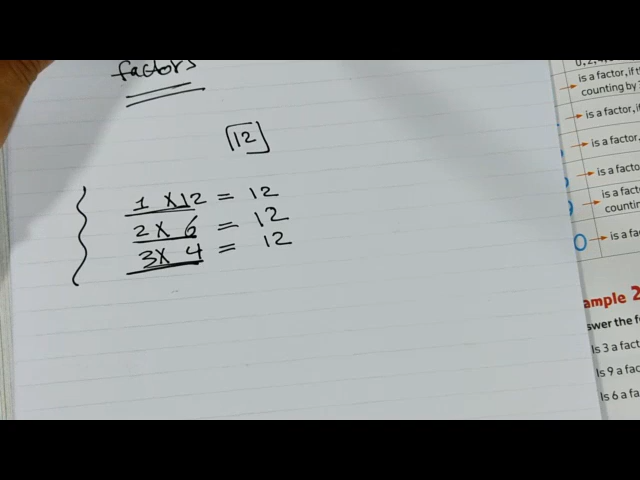 factors
12
1 X 12 = 12
2 X 6 = 12
3 X 4 = 12
is a factor, if
counting by
is a factor, if
is a factor,
is a fact
is a facto
countin
0
is a fa
ample 2
swer the f
Is 3 a fact
Is 9 a fac
Is 6 a fa